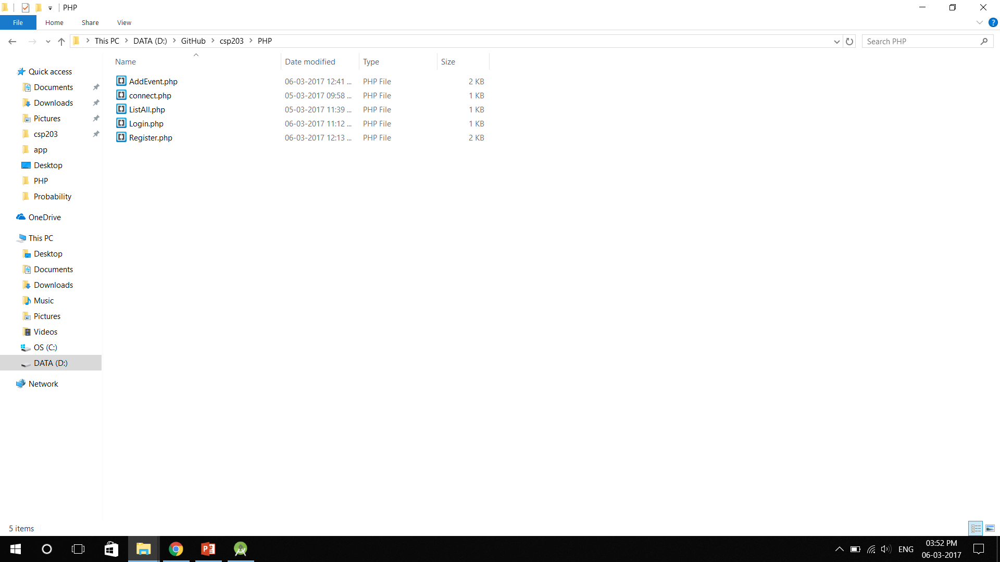 PHP
File Home Share View
This PC DATA (D:) GitHub csp203 PHP
Search PHP
Name Date modified Type Size
AddEvent.php 06-03-2017 12:41 ... PHP File 2 KB
connect.php 05-03-2017 09:58 ... PHP File 1 KB
ListAll.php 05-03-2017 11:39 ... PHP File 1 KB
Login.php 06-03-2017 11:12 ... PHP File 1 KB
Register.php 06-03-2017 12:13 ... PHP File 2 KB
Quick access
Documents
Downloads
Pictures
csp203
app
Desktop
PHP
Probability
OneDrive
This PC
Desktop
Documents
Downloads
Music
Pictures
Videos
OS (C:)
DATA (D:)
Network
5 items
ENG
03:52 PM
06-03-2017